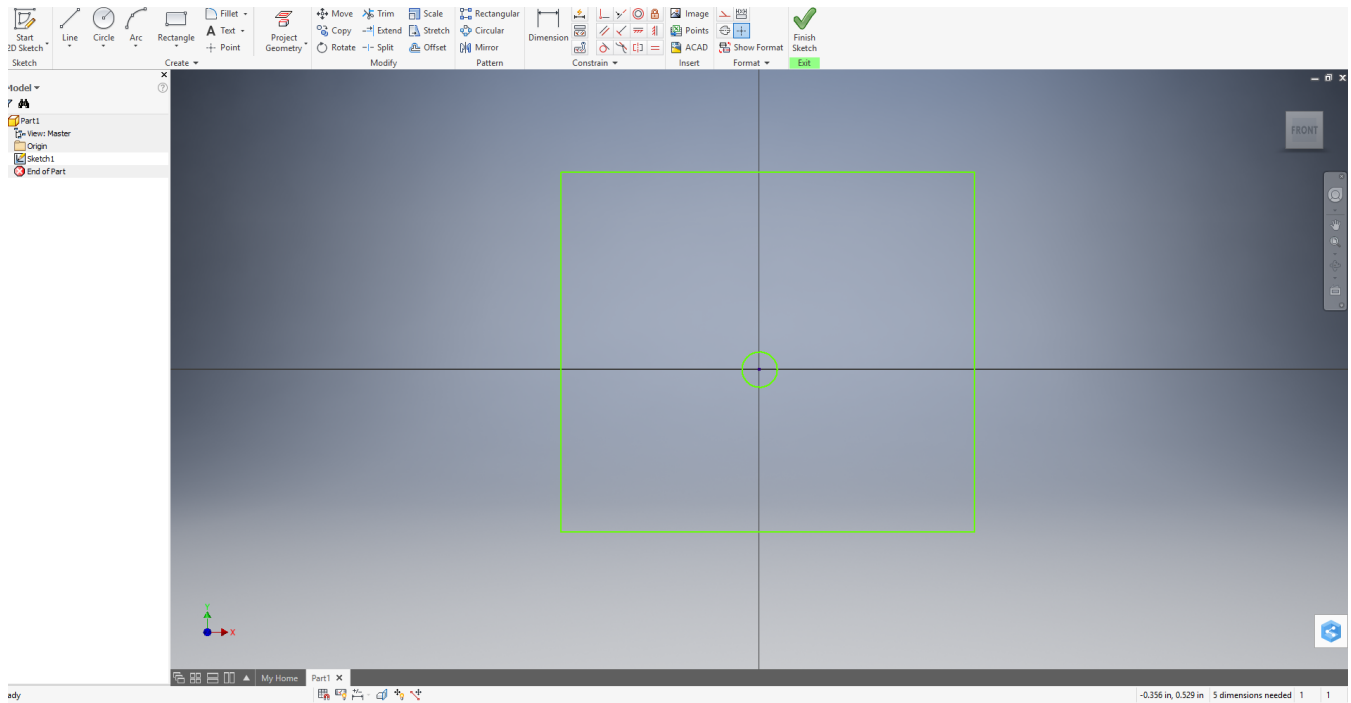 Fillet Move Trim Scale Rectangular Image
Text Copy Extend Stretch Circular Points
Start Line Circle Arc Rectangle Project Dimension Finish
2D Sketch Point Geometry Rotate Split Offset Mirror ACAD Show Format Sketch
Sketch Create Modify Pattern Constrain Insert Format Exit
Model
Part1
View: Master
Origin
Sketch1
End of Part
FRONT
Y
X
My Home Part1
ady -0.356 in, 0.529 in 5 dimensions needed 1 1